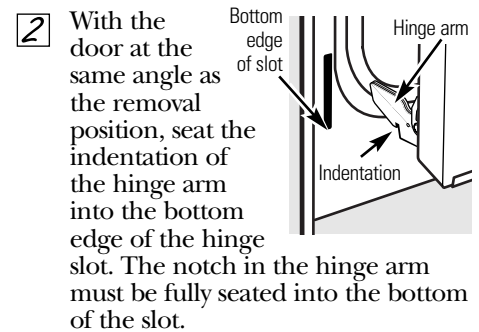 2
With the
door at the
same angle as
the removal
position, seat the
indentation of
the hinge arm
into the bottom
edge of the hinge
slot. The notch in the hinge arm
must be fully seated into the bottom
of the slot.
Bottom
edge
of slot
Hinge arm
Indentation